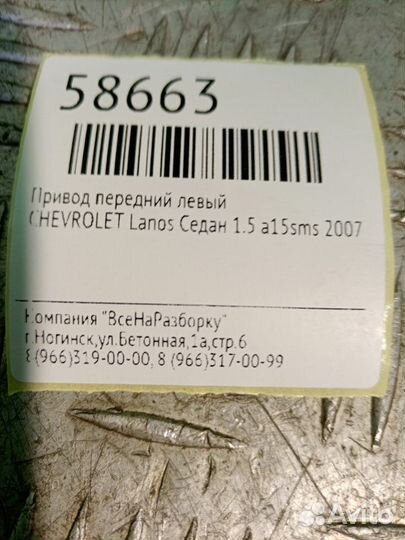 58663
Привод передний левый
CHEVROLET Lanos Седан 1.5 a15sms 2007
Компания "ВсеНаРазборку"
г.Ногинск,ул.Бетонная,1а,стр.6
8(966)319-00-00, 8 (966)317-00-99
Avito